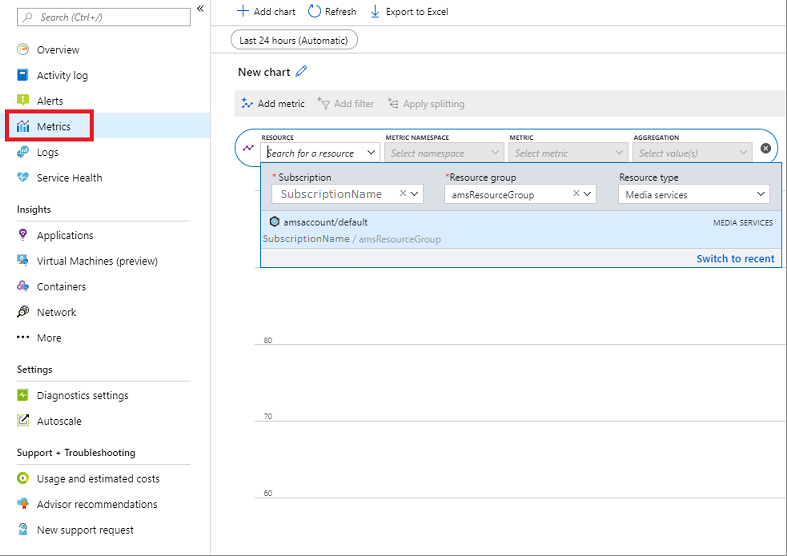 Search (Ctrl+/)
«
Overview
Activity log
Alerts
Metrics
Logs
Service Health
Insights
Applications
Virtual Machines (preview)
Containers
Network
More
Settings
Diagnostics settings
Autoscale
Support + Troubleshooting
Usage and estimated costs
Advisor recommendations
New support request
Add chart Refresh Export to Excel
Last 24 hours (Automatic)
New chart
Add metric Add filter Apply splitting
RESOURCE METRIC NAMESPACE METRIC AGGREGATION
Search for a resource Select namespace Select metric Select value(s)
* Subscription *Resource group Resource type
SubscriptionName amsResourceGroup Media services
amsaccount/default MEDIA SERVICES
SubscriptionName / amsResourceGroup
Switch to recent
80
70
60